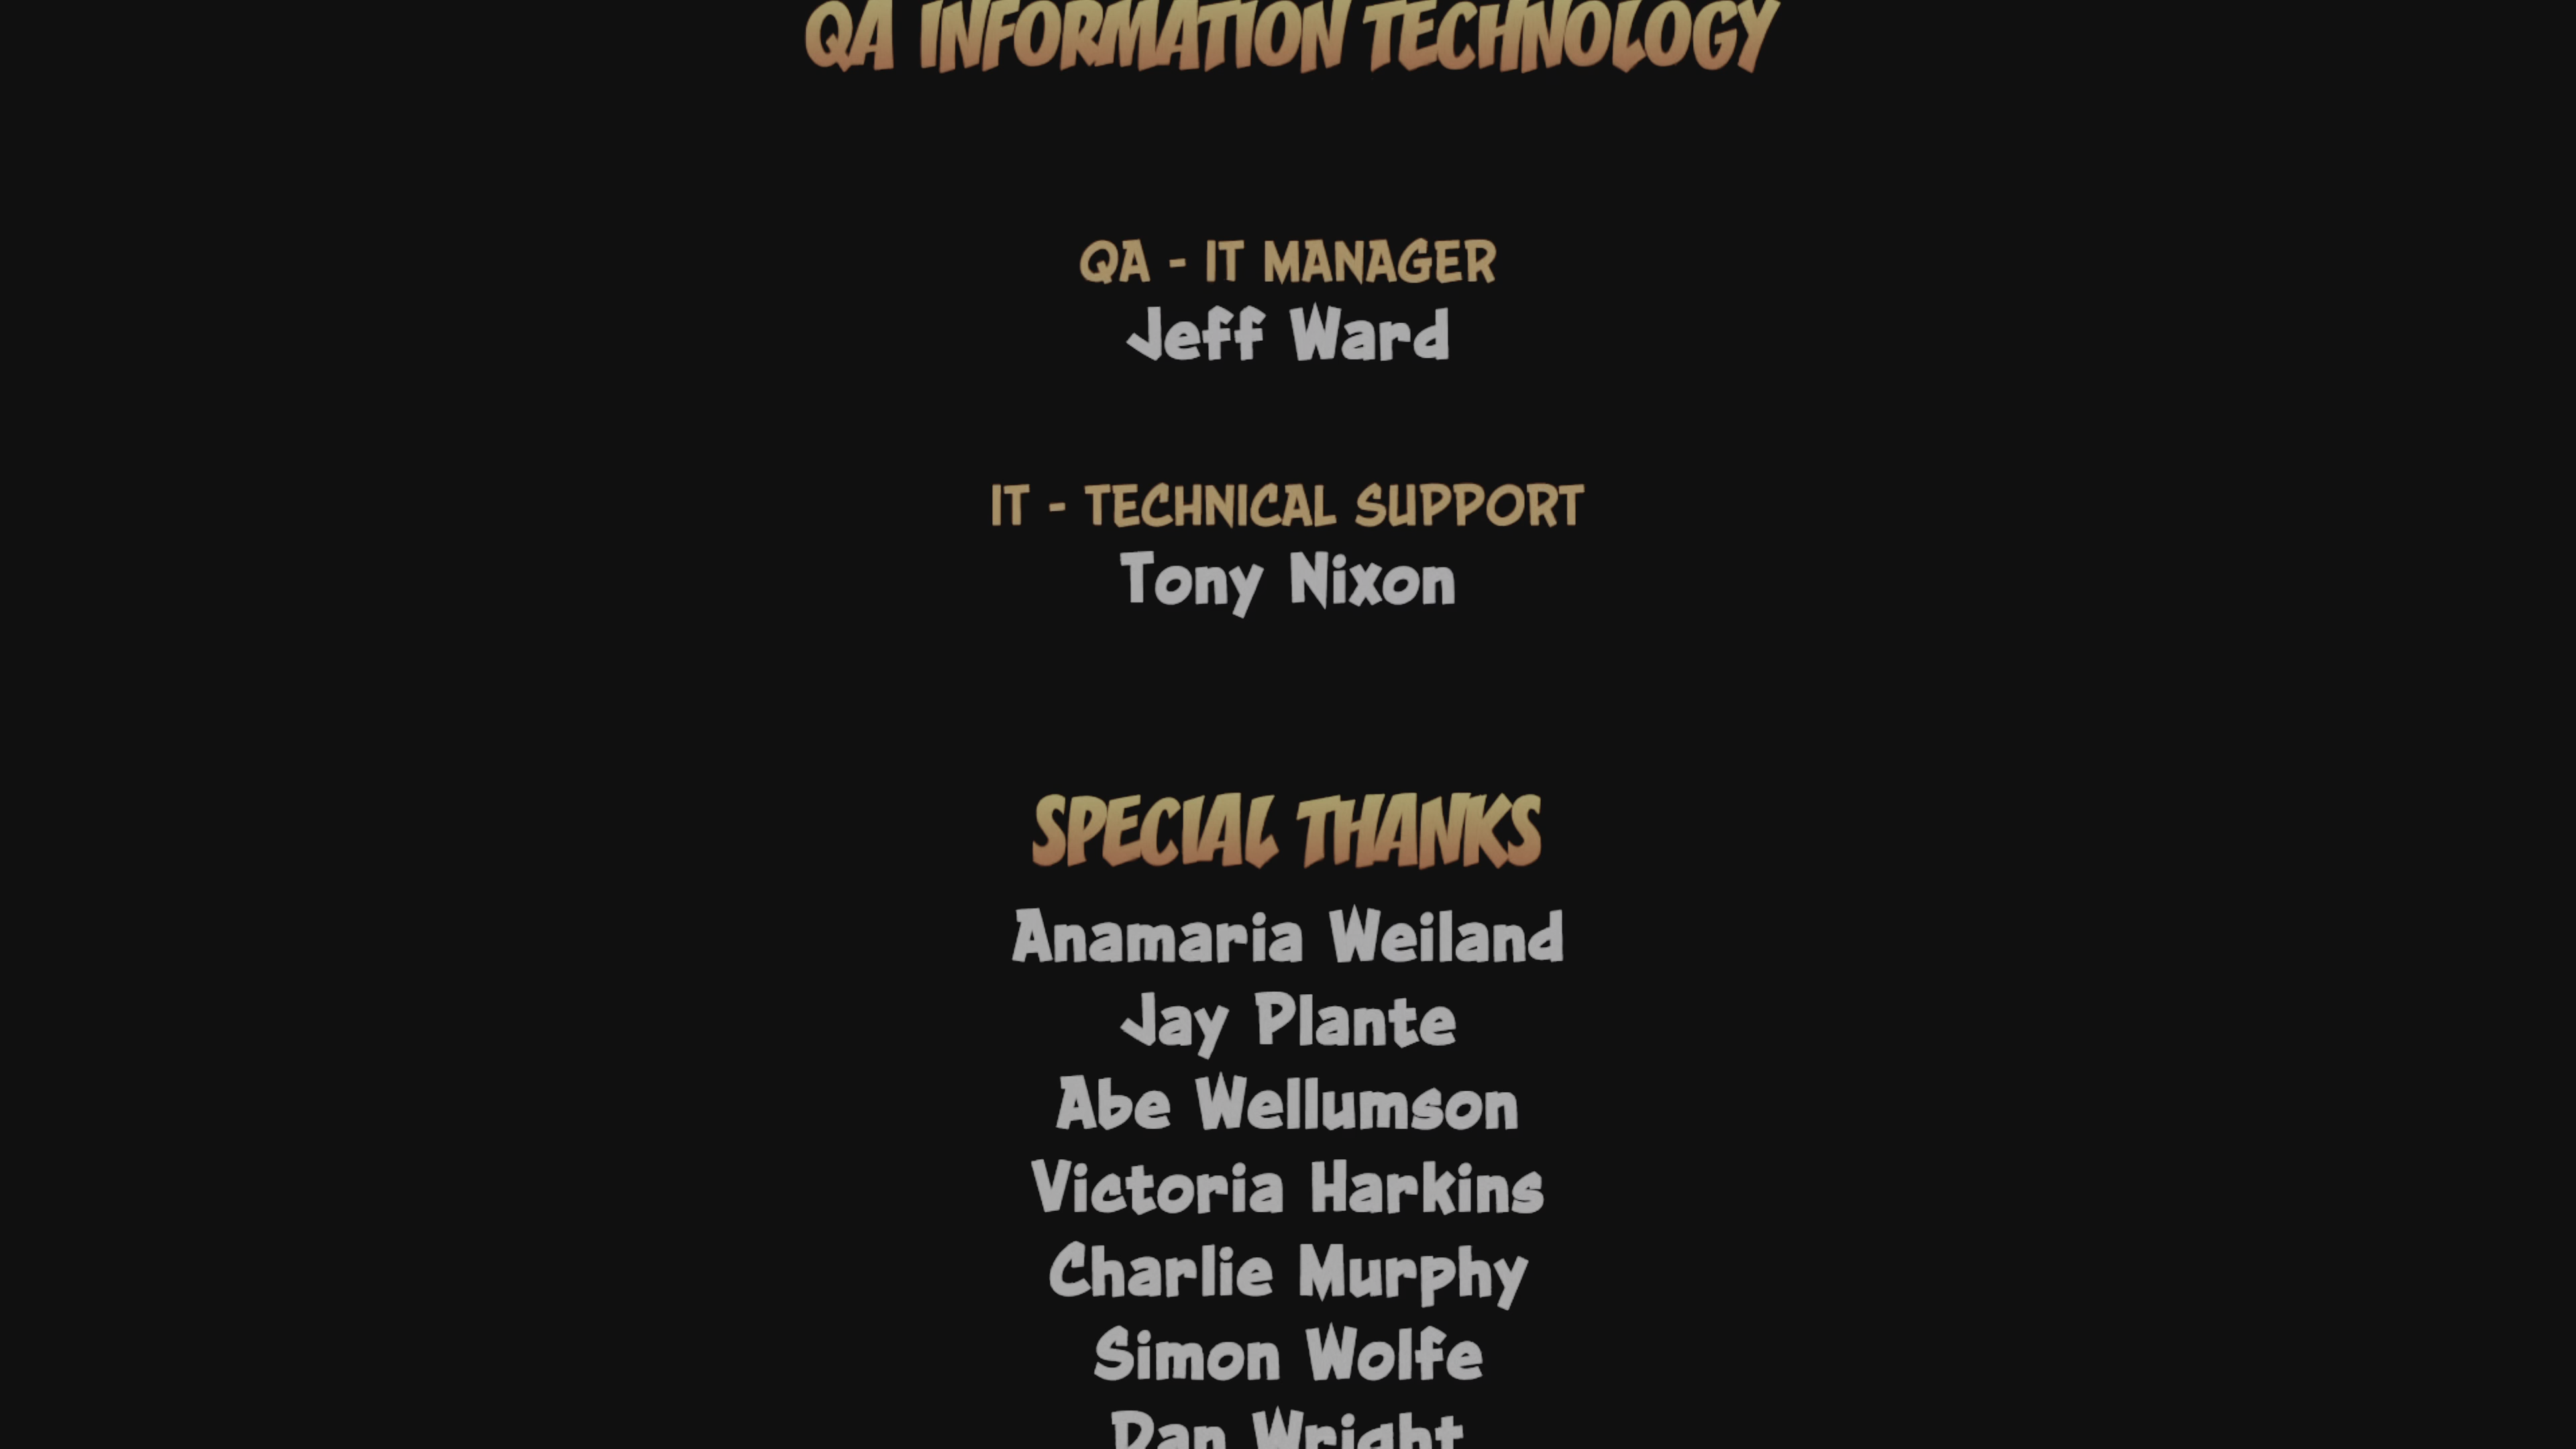 QA INFORMATION TECHNOLOGY
QA - IT MANAGER
Jeff Ward
IT - TECHNICAL SUPPORT
Tony Nixon
SPECIAL THANKS
Anamaria Weiland
Jay Plante
Abe Wellumson
Victoria Harkins
Charlie Murphy
Simon Wolfe
Dan Wright